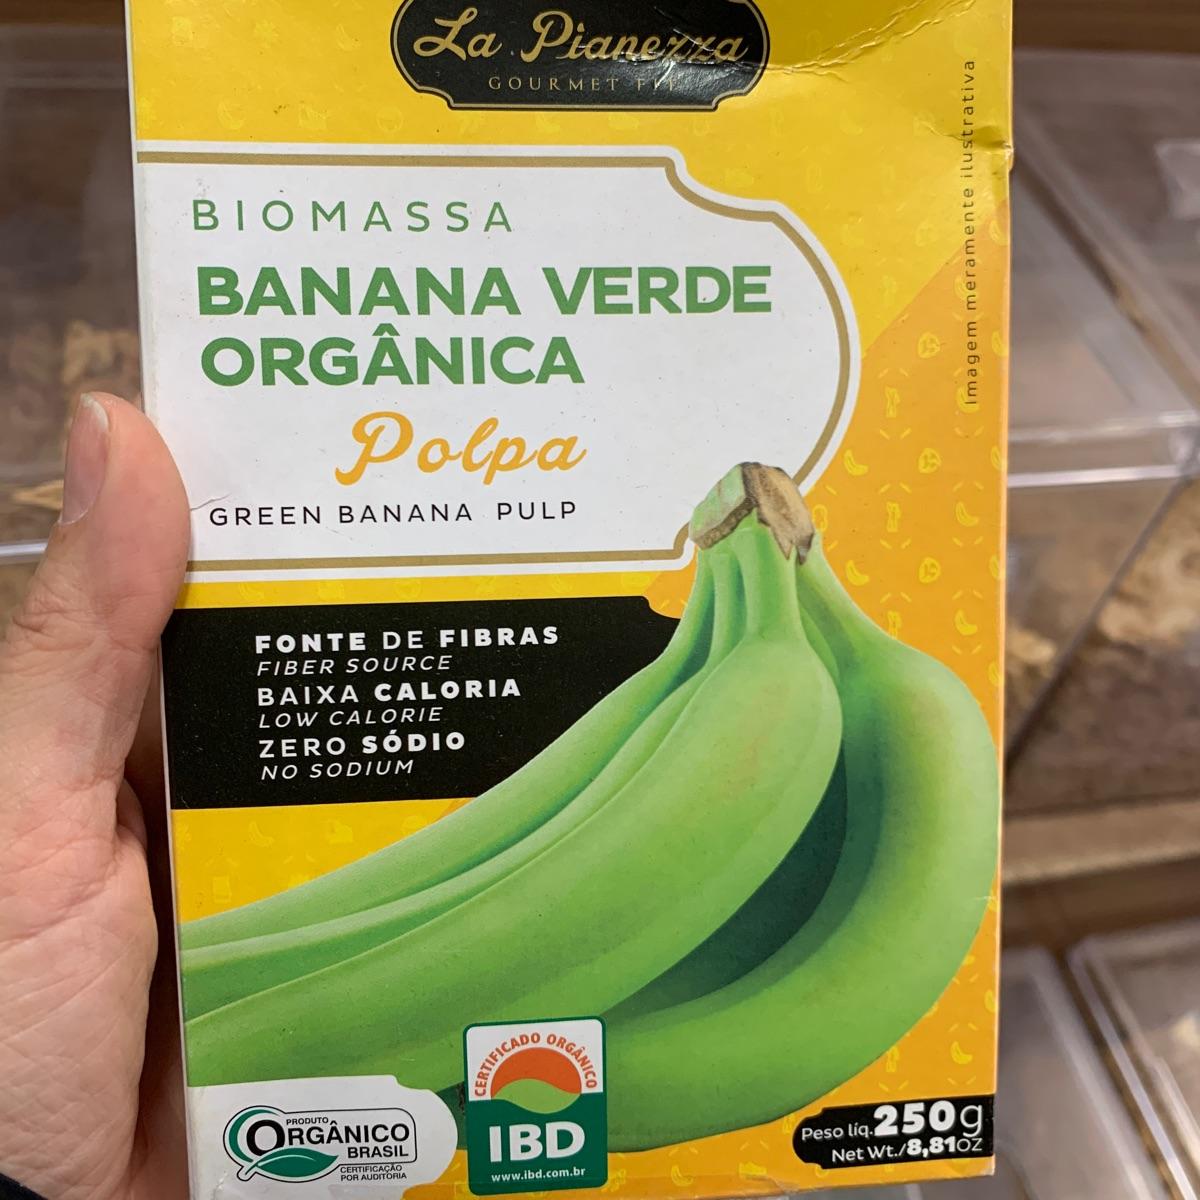 La Pianezza
GOURMET FIT
Imagem meramente ilustrativa
BIOMASSA
BANANA VERDE
ORGÂNICA
Polpa
GREEN BANANA PULP
FONTE DE FIBRAS
FIBER SOURCE
BAIXA CALORIA
LOW CALORIE
ZERO SÓDIO
NO SODIUM
CERTIFICADO ORGÂNICO
IBD
www.ibd.com.br
PRODUTO
ORGÂNICO
BRASIL
CERTIFICAÇÃO
POR AUDITORIA
Peso líq. 250g
Net Wt./8,81oz